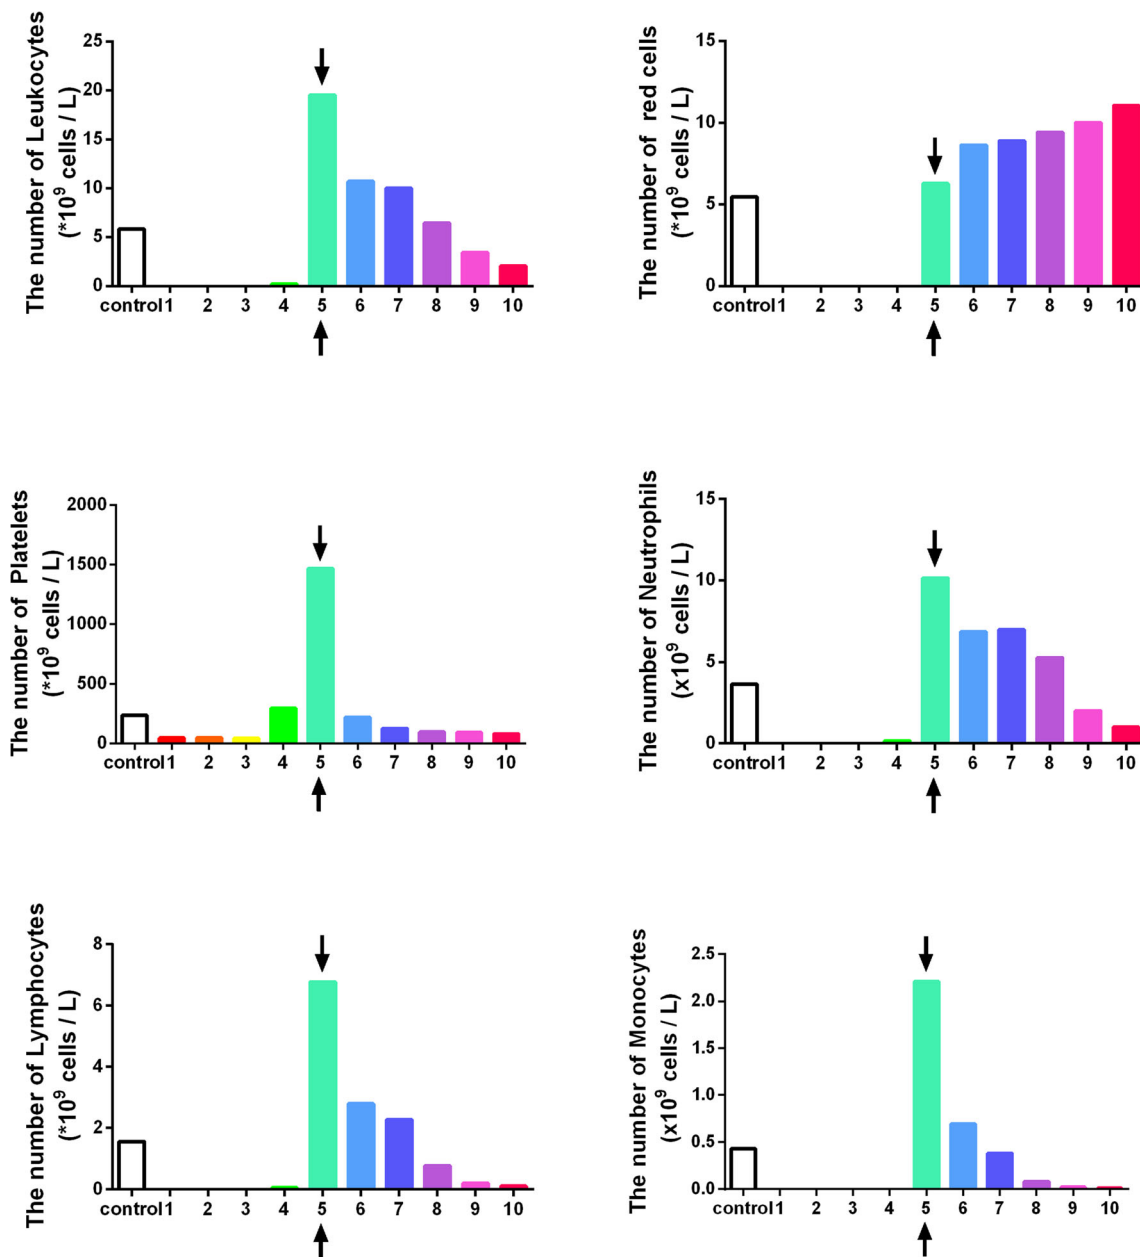 The number of Leukocytes
(*10⁹ cells / L)
25
20
15
10
5
0
control1 2 3 4 5 6 7 8 9 10
The number of red cells
(*10⁹ cells / L)
15
10
5
0
control1 2 3 4 5 6 7 8 9 10
The number of Platelets
(*10⁹ cells / L)
2000
1500
1000
500
0
control1 2 3 4 5 6 7 8 9 10
The number of Neutrophils
(x10⁹ cells / L)
15
10
5
0
control1 2 3 4 5 6 7 8 9 10
The number of Lymphocytes
(*10⁹ cells / L)
8
6
4
2
0
control1 2 3 4 5 6 7 8 9 10
The number of Monocytes
(x10⁹ cells / L)
2.5
2.0
1.5
1.0
0.5
0.0
control1 2 3 4 5 6 7 8 9 10